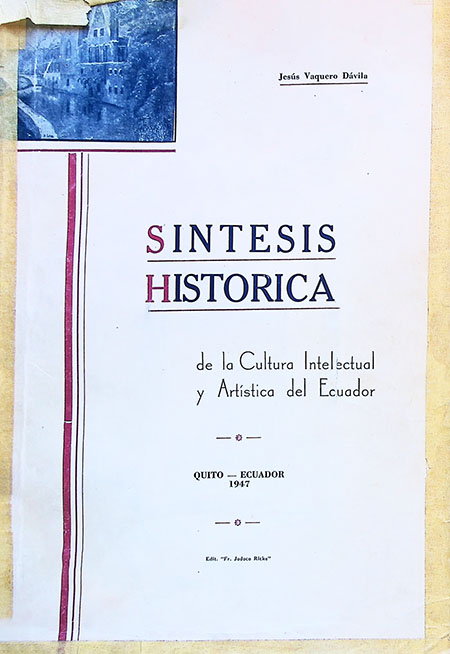 Jesús Vaquero Dávila
SINTESIS
HISTORICA
de la Cultura Intelectual
y Artística del Ecuador
QUITO — ECUADOR
1947
Edit. "Fr. Jodoco Ricke"